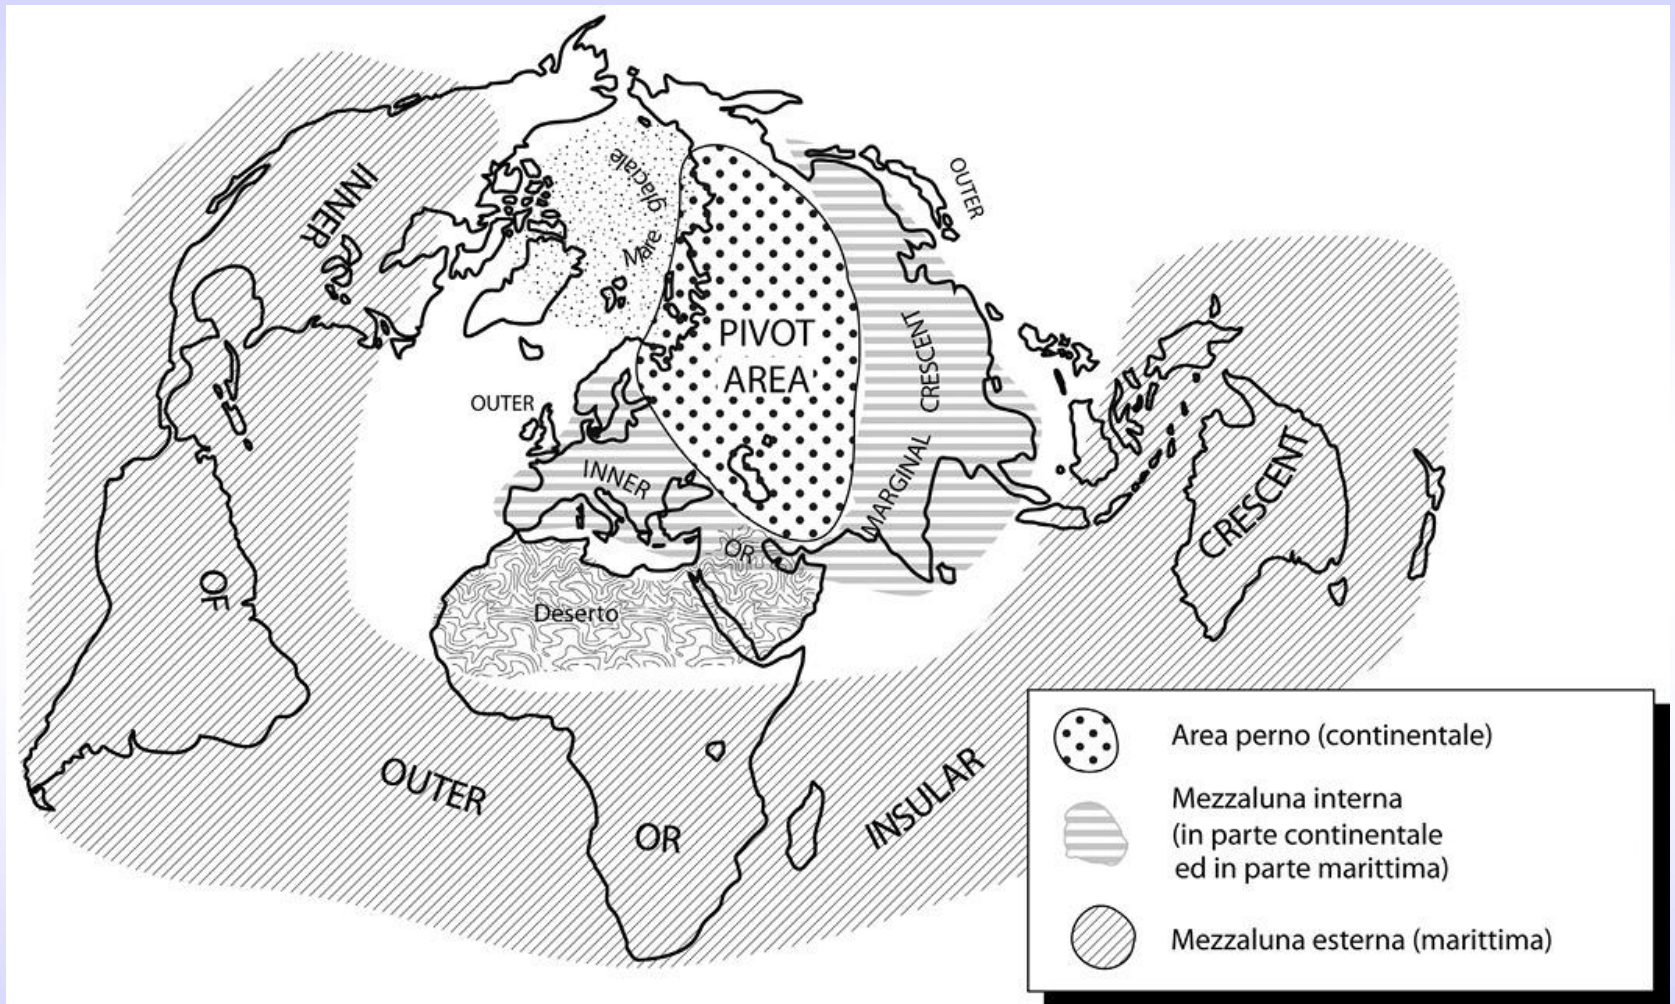 INNER
Mare glaciale
OUTER
PIVOT
AREA
OUTER
INNER
MARGINAL CRESCENT
OR
Deserto
OF
CRESCENT
OUTER
OR
INSULAR
Area perno (continentale)
Mezzaluna interna
(in parte continentale
ed in parte marittima)
Mezzaluna esterna (marittima)